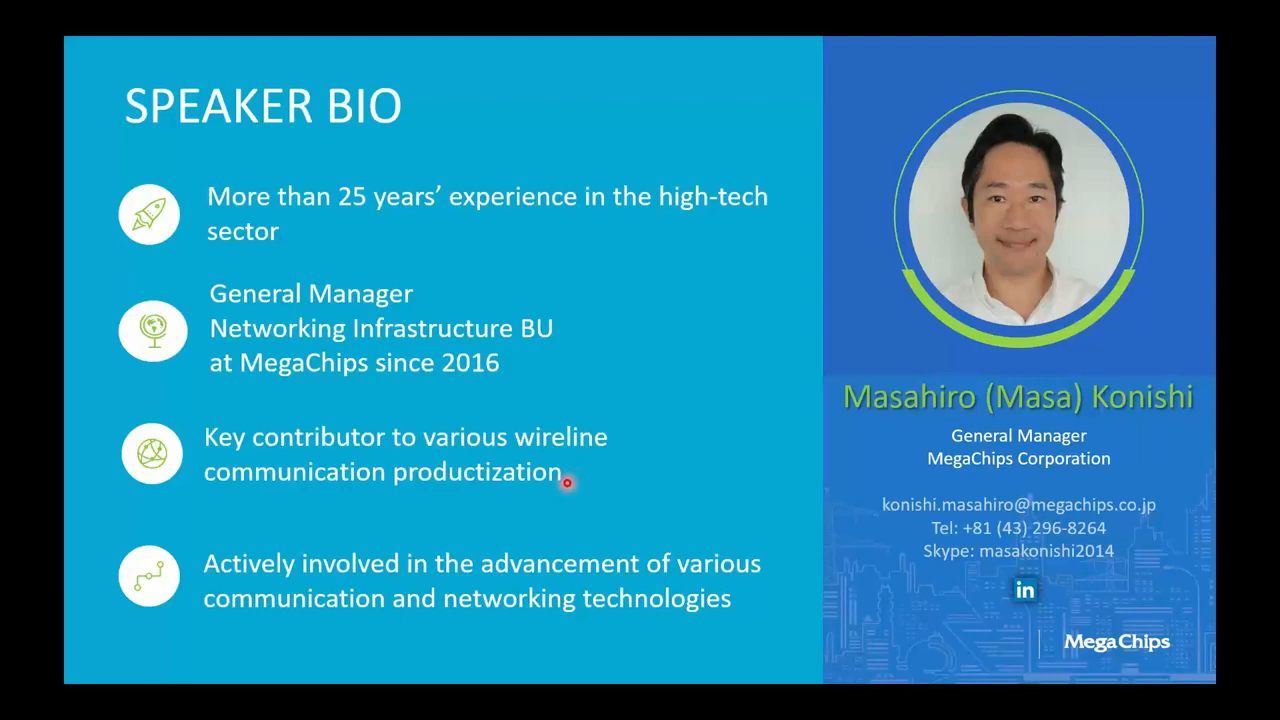 SPEAKER BIO
More than 25 years’ experience in the high-tech
sector
General Manager
Networking Infrastructure BU
at MegaChips since 2016
Key contributor to various wireline
communication productization
Actively involved in the advancement of various
communication and networking technologies
Masahiro (Masa) Konishi
General Manager
MegaChips Corporation
konishi.masahiro@megachips.co.jp
Tel: +81 (43) 296-8264
Skype: masakonishi2014
in
MegaChips